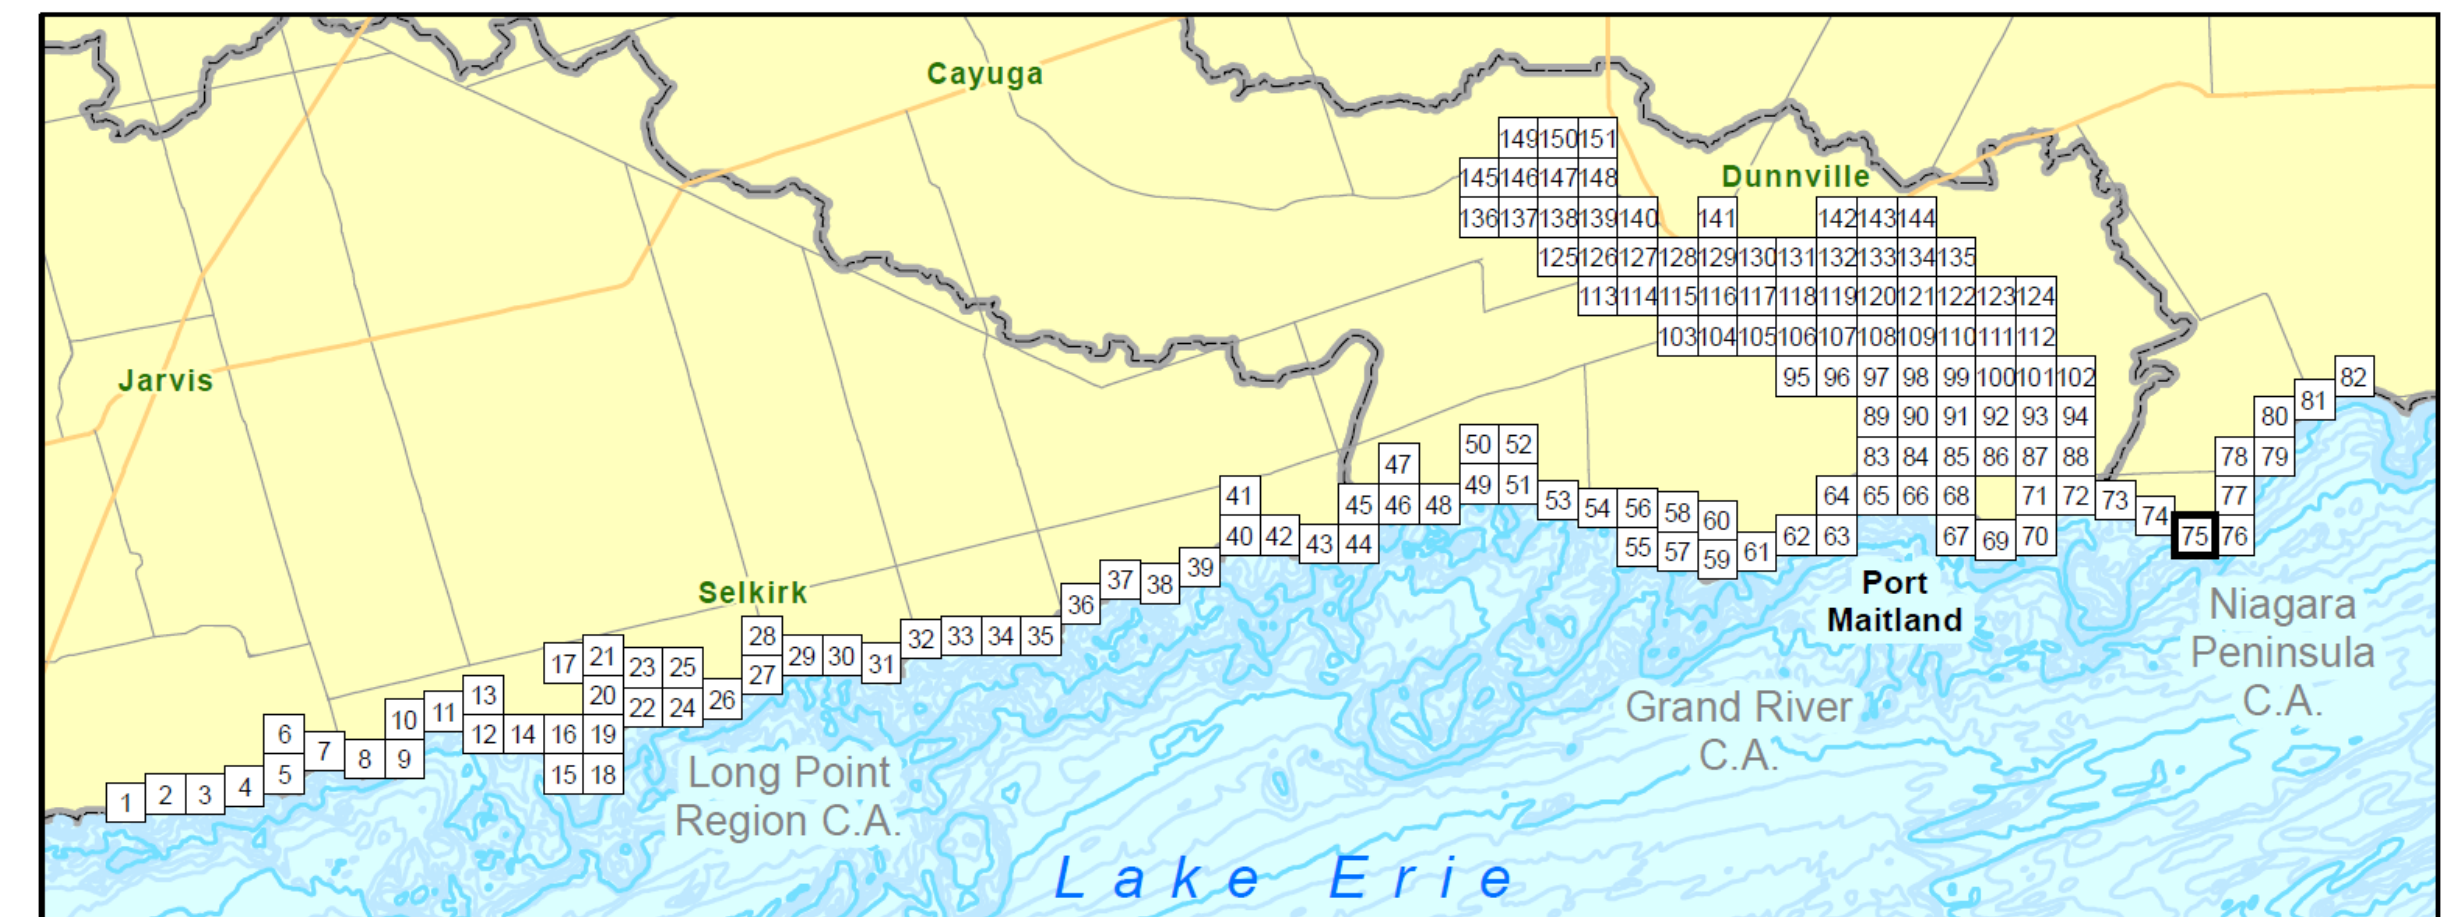 Cayuga
149 150 151
145 146 147 148
Dunnville
136 137 138 139 140 141 142 143 144
125 126 127 128 129 130 131 132 133 134 135
113 114 115 116 117 118 119 120 121 122 123 124
103 104 105 106 107 108 109 110 111 112
Jarvis
95 96 97 98 99 100 101 102
82
81
89 90 91 92 93 94
80
50 52
47
83 84 85 86 87 88
78 79
49 51
41
45 46 48
53 54 56 58 60
64 65 66 68 71 72 73 74
77
40 42 43 44
55 57 59 61 62 63
67 69 70
75 76
39
37 38
36
Port
Maitland
Niagara
Peninsula
C.A.
Selkirk
28
32 33 34 35
29 30 31
17 21 23 25
27
20 22 24 26
13
10 11
Grand River
C.A.
6
7
12 14 16 19
8 9
5
15 18
4
1 2 3
Long Point
Region C.A.
Lake Erie